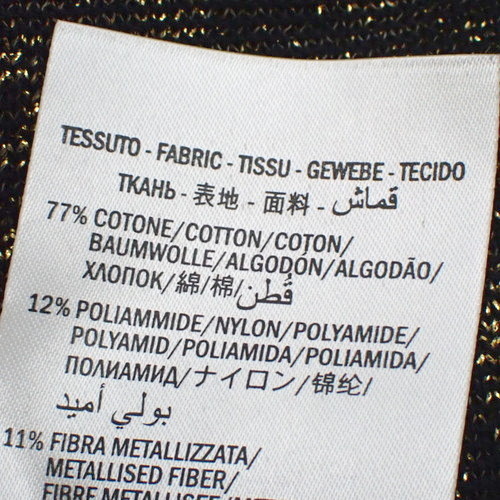 TESSUTO - FABRIC - TISSU - GEWEBE - TECIDO
ТКАНЬ - 表地 - 面料 - قماش
77% COTONE/COTTON/COTON/
BAUMWOLLE/ALGODÓN/ALGODÃO/
ХЛОПОК/綿/棉/قُطن
12% POLIAMMIDE/NYLON/POLYAMIDE/
POLYAMID/POLIAMIDA/POLIAMIDA/
ПОЛИАМИД/ナイロン/锦纶/
بولي أميد
11% FIBRA METALLIZZATA/
METALLISED FIBER/
FIBRE METALLISEE/